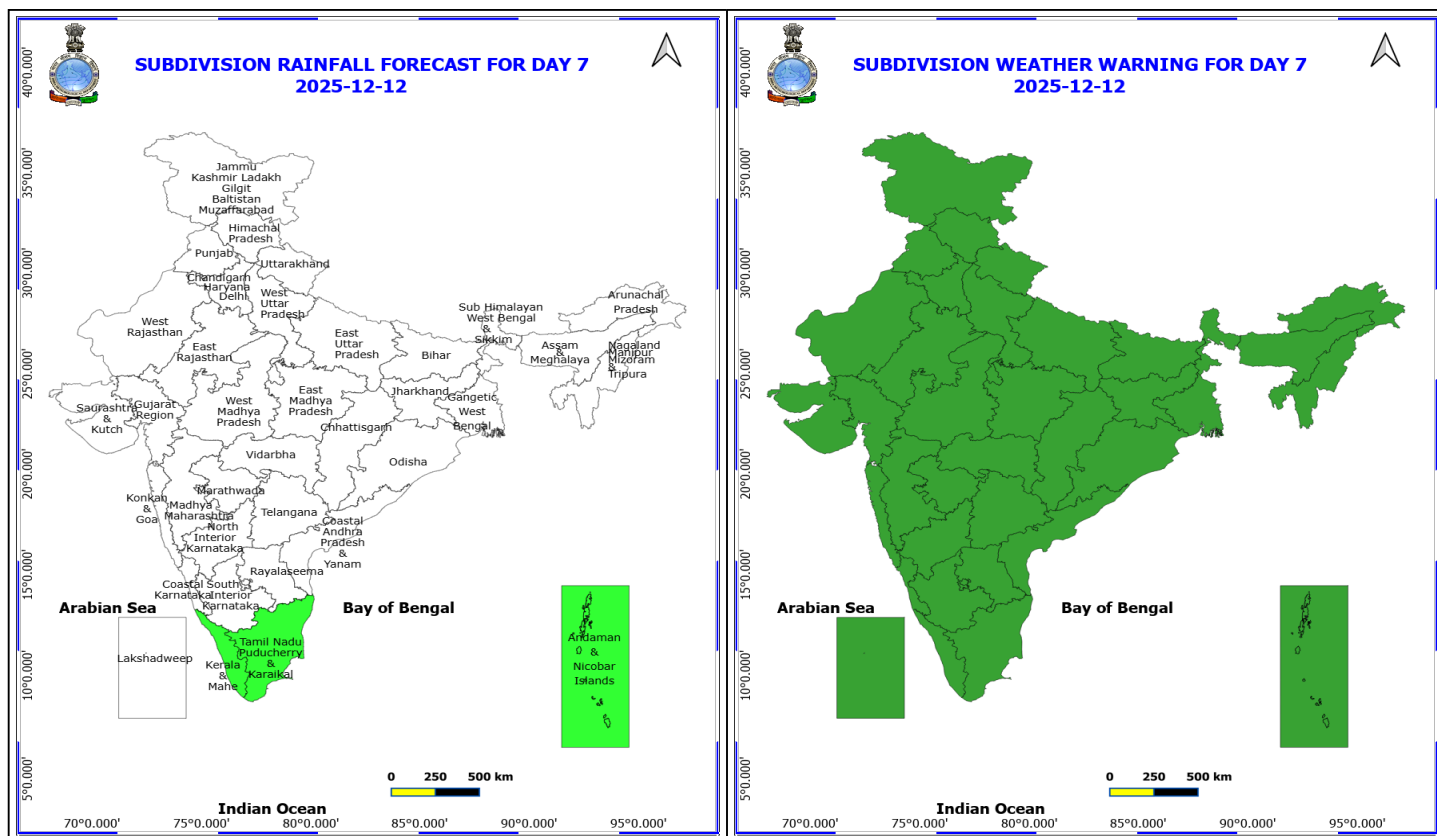 SUBDIVISION RAINFALL FORECAST FOR DAY 7
2025-12-12
40°0.000'
35°0.000'
30°0.000'
25°0.000'
20°0.000'
15°0.000'
10°0.000'
5°0.000'
Jammu
Kashmir Ladakh
Gilgit
Baltistan
Muzaffarabad
Himachal
Pradesh
Punjab
Uttarakhand
Chandigarh
Haryana
Delhi
West
Uttar
Pradesh
West
Rajasthan
East
Rajasthan
East
Uttar
Pradesh
Bihar
Sub Himalayan
West Bengal
&
Sikkim
Arunachal
Pradesh
Assam
&
Meghalaya
Nagaland
Manipur
Mizoram
&
Tripura
Saurashtra
&
Kutch
Gujarat
Region
West
Madhya
Pradesh
East
Madhya
Pradesh
Jharkhand
Gangetic
West
Bengal
Chhattisgarh
Vidarbha
Odisha
Konkan
&
Goa
Madhya
Maharashtra
Marathwada
Telangana
North
Interior
Karnataka
Coastal
Andhra
Pradesh
&
Yanam
Rayalaseema
Coastal
Karnataka
South
Interior
Karnataka
Arabian Sea
Bay of Bengal
Lakshadweep
Kerala
&
Mahe
Tamil Nadu
Puducherry
&
Karaikal
Andaman
&
Nicobar
Islands
0 250 500 km
Indian Ocean
70°0.000' 75°0.000' 80°0.000' 85°0.000' 90°0.000' 95°0.000'
SUBDIVISION WEATHER WARNING FOR DAY 7
2025-12-12
40°0.000'
35°0.000'
30°0.000'
25°0.000'
20°0.000'
15°0.000'
10°0.000'
5°0.000'
Arabian Sea
Bay of Bengal
0 250 500 km
Indian Ocean
70°0.000' 75°0.000' 80°0.000' 85°0.000' 90°0.000' 95°0.000'